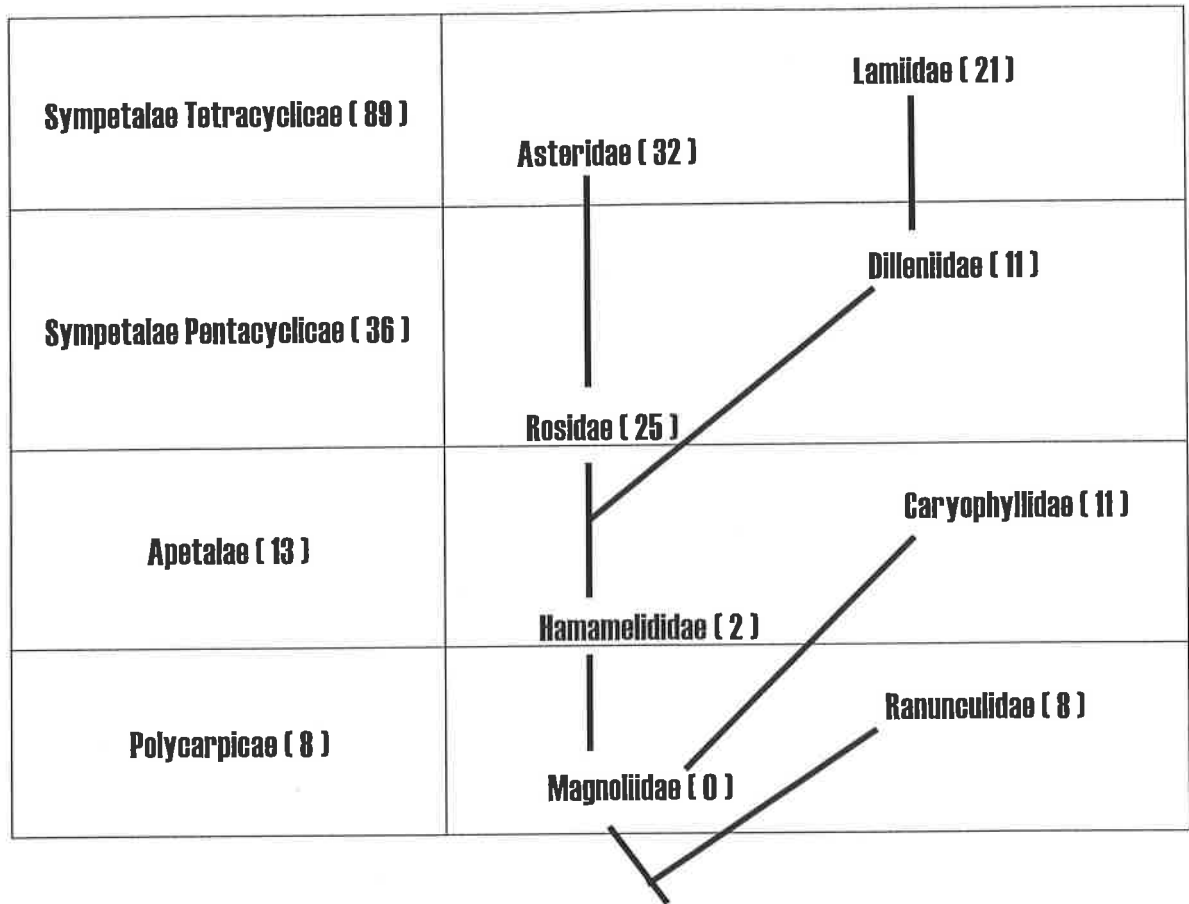 Lamiidae ( 21 )
Sympetalae Tetracyclicae ( 89 )
Asteridae ( 32 )
Dilleniidae ( 11 )
Sympetalae Pentacyclicae ( 36 )
Rosidae ( 25 )
Caryophyllidae ( 11 )
Apetalae ( 13 )
Hamamelididae ( 2 )
Ranunculidae ( 8 )
Polycarpicae ( 8 )
Magnoliidae ( 0 )